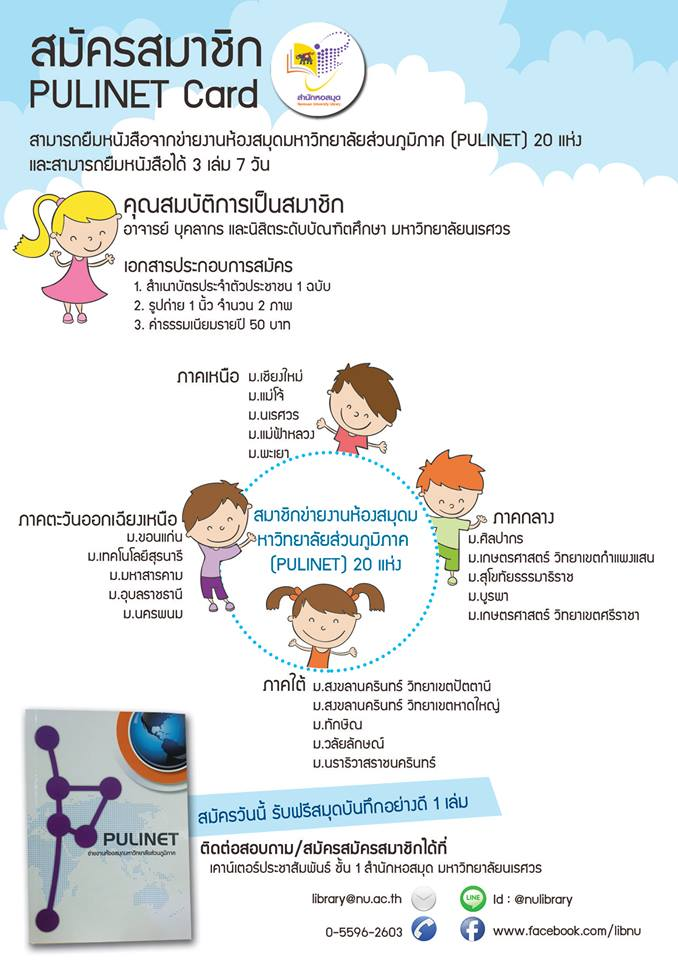 สมัครสมาชิก
PULINET Card
สำนักหอสมุด
Naresuan University Library
สามารถยืมหนังสือจากข่ายงานห้องสมุดมหาวิทยาลัยส่วนภูมิภาค (PULINET) 20 แห่ง
และสามารถยืมหนังสือได้ 3 เล่ม 7 วัน
คุณสมบัติการเป็นสมาชิก
อาจารย์ บุคลากร และนิสิตระดับบัณฑิตศึกษา มหาวิทยาลัยนเรศวร
เอกสารประกอบการสมัคร
1. สำเนาบัตรประจำตัวประชาชน 1 ฉบับ
2. รูปถ่าย 1 นิ้ว จำนวน 2 ภาพ
3. ค่าธรรมเนียมรายปี 50 บาท
ภาคเหนือ ม.เชียงใหม่
ม.แม่โจ้
ม.นเรศวร
ม.แม่ฟ้าหลวง
ม.พะเยา
สมาชิกข่ายงานห้องสมุดม
หาวิทยาลัยส่วนภูมิภาค
(PULINET) 20 แห่ง
ภาคตะวันออกเฉียงเหนือ
ม.ขอนแก่น
ม.เทคโนโลยีสุรนารี
ม.มหาสารคาม
ม.อุบลราชธานี
ม.นครพนม
ภาคกลาง
ม.ศิลปากร
ม.เกษตรศาสตร์ วิทยาเขตกำแพงแสน
ม.สุโขทัยธรรมาธิราช
ม.บูรพา
ม.เกษตรศาสตร์ วิทยาเขตศรีราชา
ภาคใต้ ม.สงขลานครินทร์ วิทยาเขตปัตตานี
ม.สงขลานครินทร์ วิทยาเขตหาดใหญ่
ม.ทักษิณ
ม.วลัยลักษณ์
ม.นราธิวาสราชนครินทร์
PULINET
ข่ายงานห้องสมุดมหาวิทยาลัยส่วนภูมิภาค
สมัครวันนี้ รับฟรีสมุดบันทึกอย่างดี 1 เล่ม
ติดต่อสอบถาม/สมัครสมัครสมาชิกได้ที่
เคาน์เตอร์ประชาสัมพันธ์ ชั้น 1 สำนักหอสมุด มหาวิทยาลัยนเรศวร
library@nu.ac.th LINE Id : @nulibrary
0-5596-2603 www.facebook.com/libnu